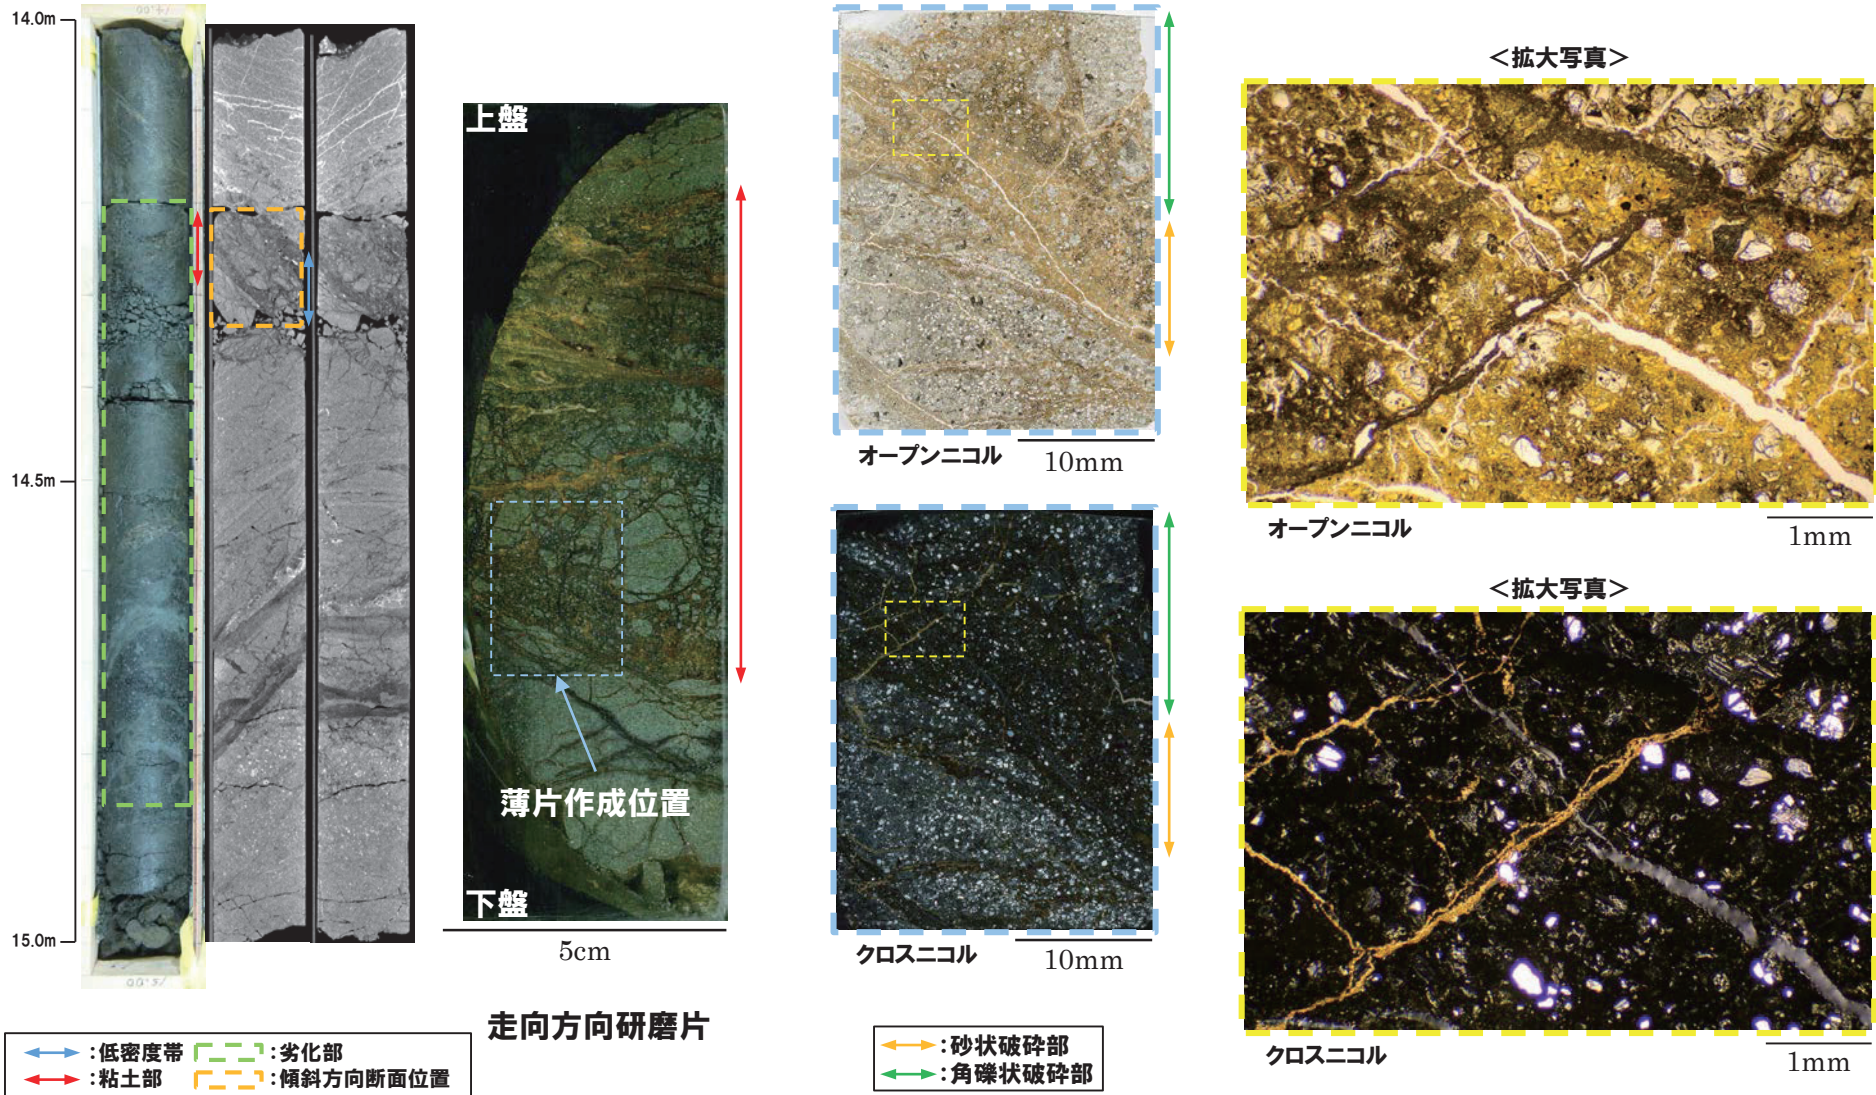 14.0m
14.5m
15.0m
14.00
上盤
下盤
薄片作成位置
5cm
走向方向研磨片
オープンニコル
10mm
クロスニコル
10mm
<拡大写真>
オープンニコル
1mm
<拡大写真>
クロスニコル
1mm
:低密度帯
:劣化部
:粘土部
:傾斜方向断面位置
:砂状破砕部
:角礫状破砕部